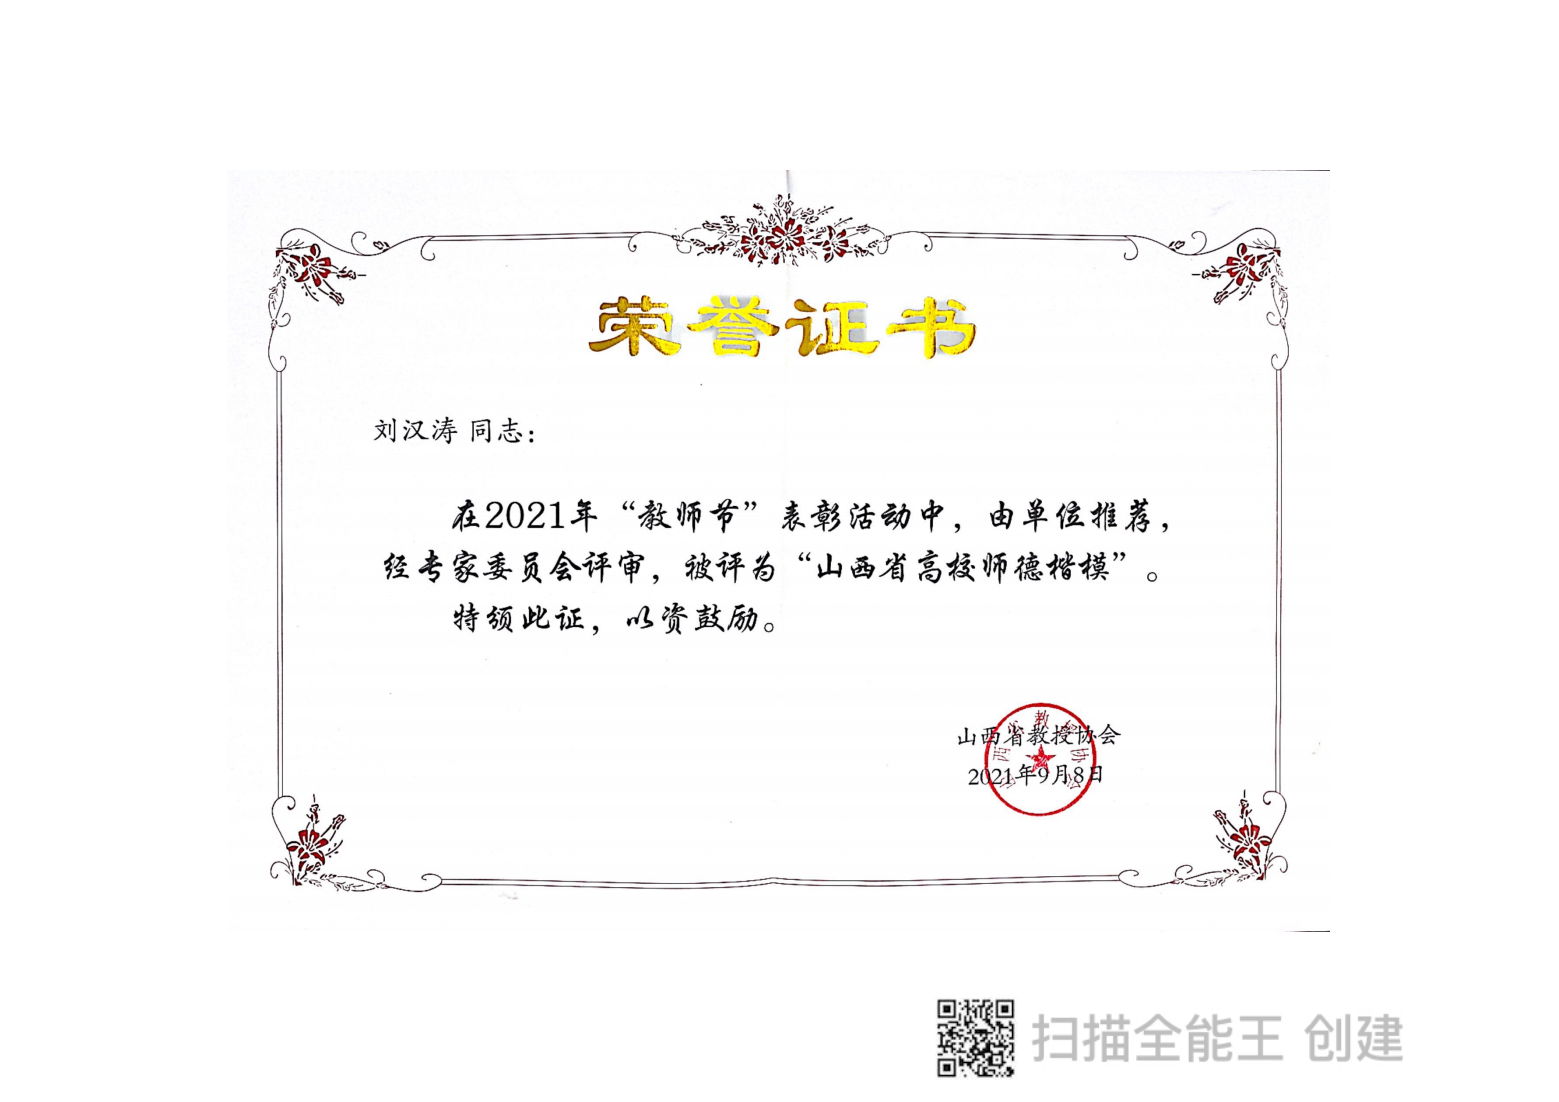 荣誉证书
刘汉涛 同志：
在2021年“教师节”表彰活动中，由单位推荐，
经专家委员会评审，被评为“山西省高校师德楷模”。
特颁此证，以资鼓励。
山西省教授协会
2021年9月8日
扫描全能王 创建